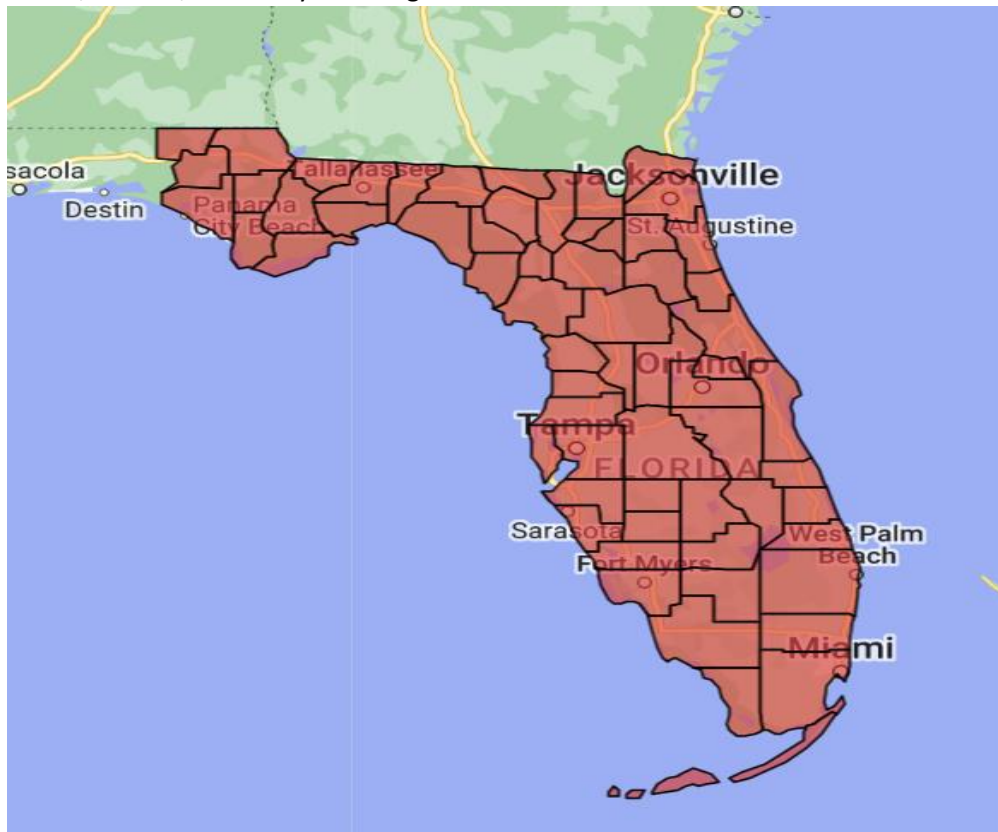 sacola
Destin
Tallahassee
Panama
City Beach
Jacksonville
St. Augustine
Orlando
Tampa
FLORIDA
Sarasota
West Palm
Beach
Fort Myers
Miami